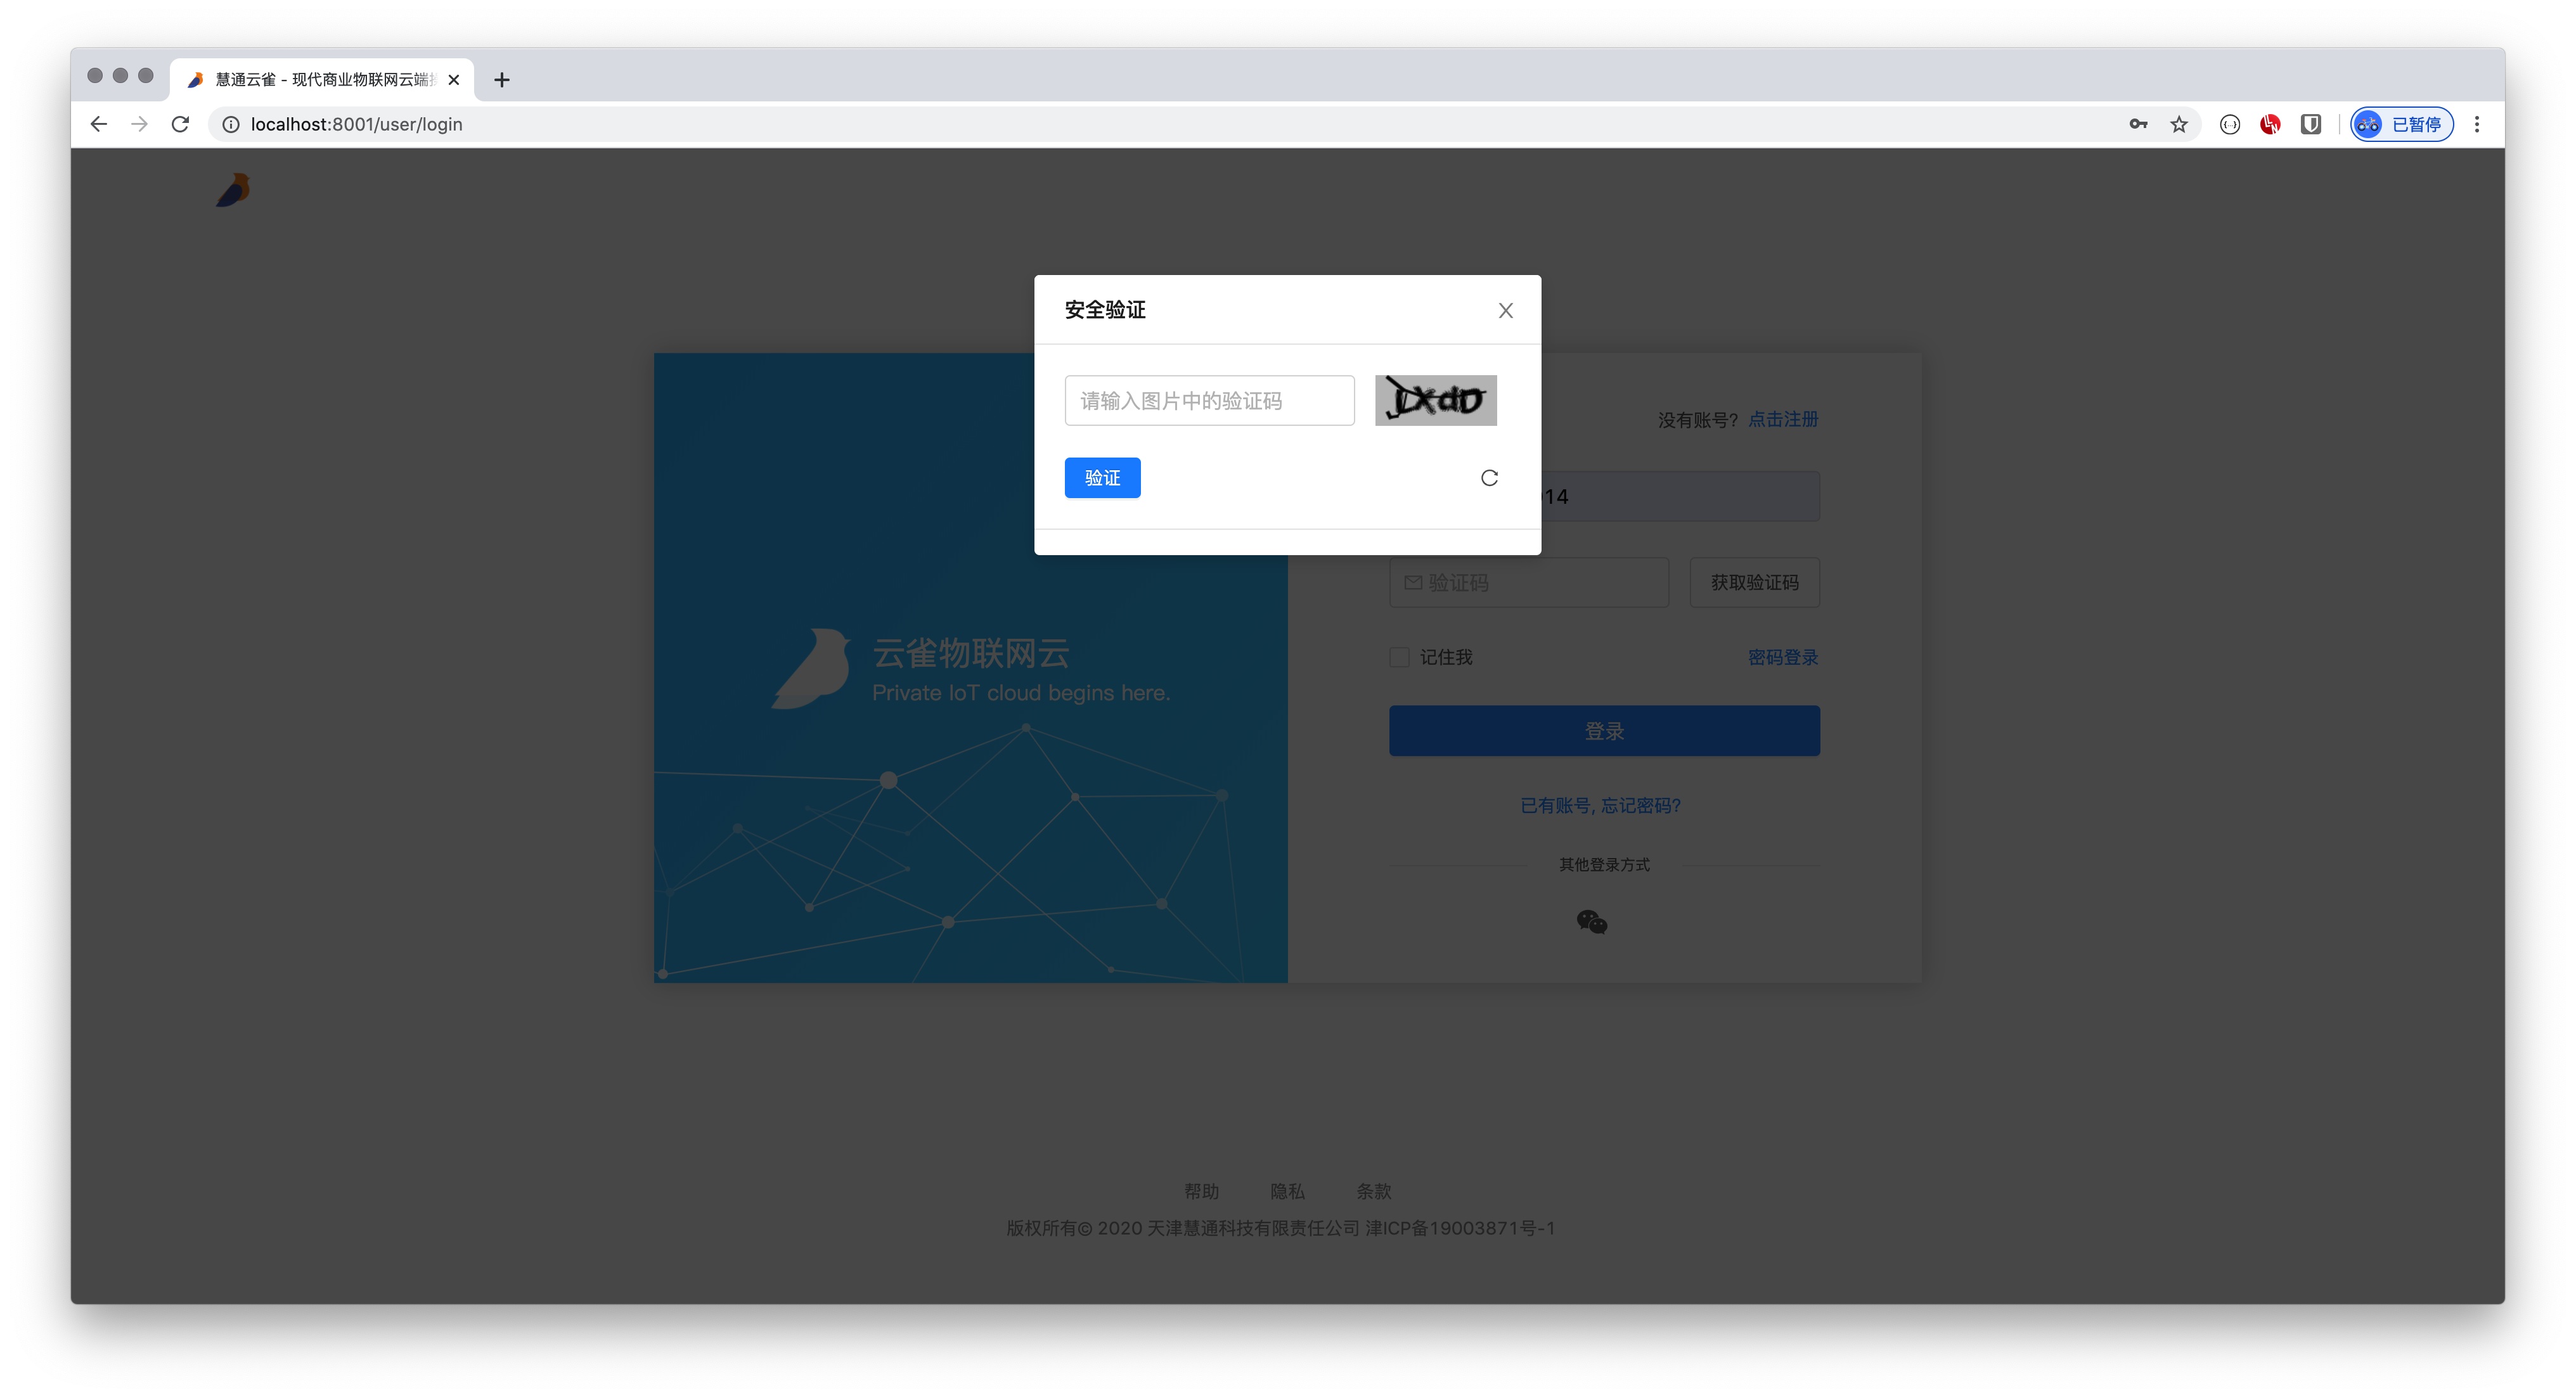 慧通云雀 - 现代商业物联网云端
localhost:8001/user/login
已暂停
安全验证
请输入图片中的验证码
验证
没有账号? 点击注册
14
验证码
获取验证码
记住我
密码登录
登录
已有账号, 忘记密码?
其他登录方式
云雀物联网云
Private IoT cloud begins here.
帮助
隐私
条款
版权所有© 2020 天津慧通科技有限责任公司 津ICP备19003871号-1